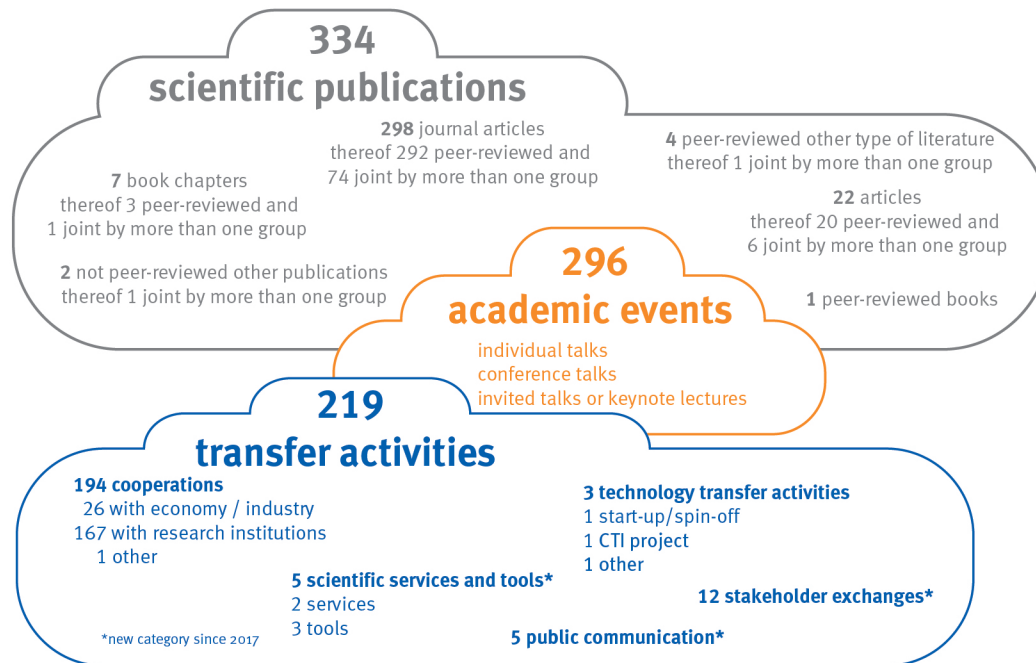 334
scientific publications
298 journal articles
thereof 292 peer-reviewed and
74 joint by more than one group
4 peer-reviewed other type of literature
thereof 1 joint by more than one group
7 book chapters
thereof 3 peer-reviewed and
1 joint by more than one group
22 articles
thereof 20 peer-reviewed and
6 joint by more than one group
2 not peer-reviewed other publications
thereof 1 joint by more than one group
1 peer-reviewed books
296
academic events
individual talks
conference talks
invited talks or keynote lectures
219
transfer activities
194 cooperations
26 with economy / industry
167 with research institutions
1 other
3 technology transfer activities
1 start-up/spin-off
1 CTI project
1 other
5 scientific services and tools*
2 services
3 tools
12 stakeholder exchanges*
5 public communication*
*new category since 2017